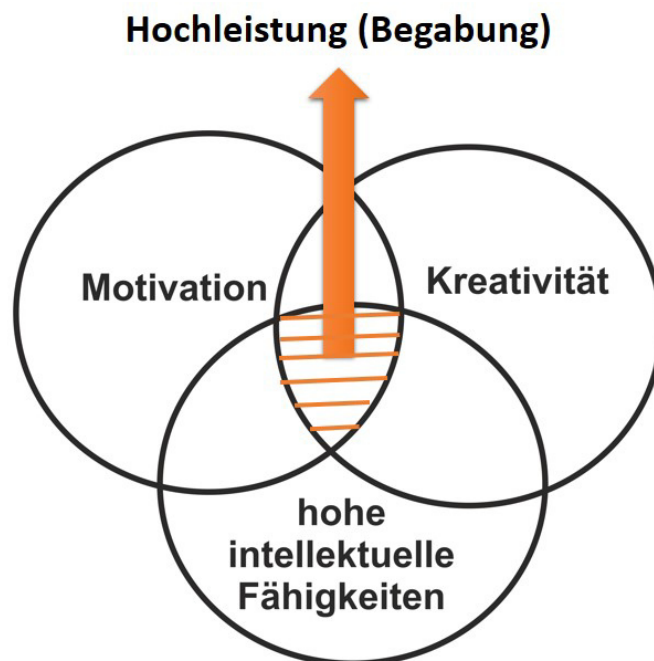 Hochleistung (Begabung)
Motivation
Kreativität
hohe
intellektuelle
Fähigkeiten